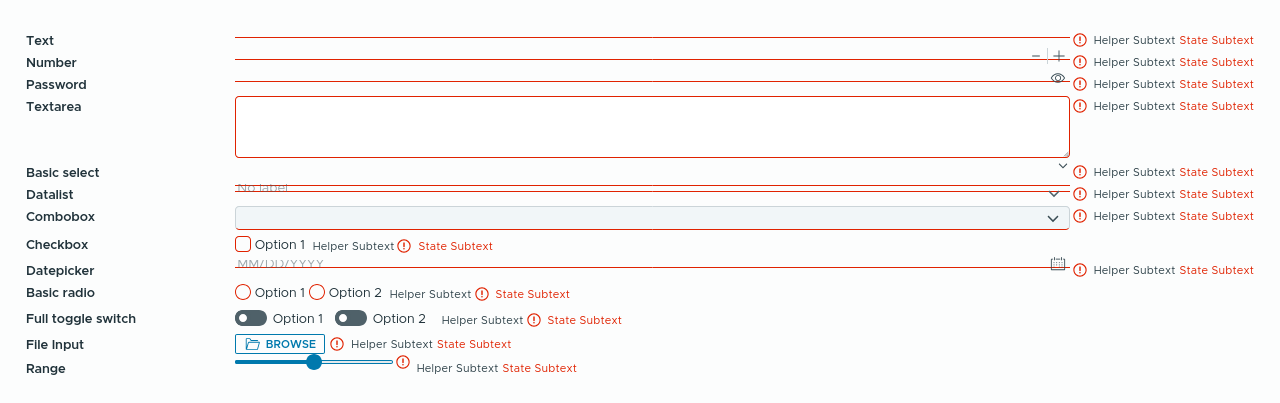 Text Helper Subtext State Subtext
Number Helper Subtext State Subtext
Password Helper Subtext State Subtext
Textarea Helper Subtext State Subtext
Basic select Helper Subtext State Subtext
Datalist No label Helper Subtext State Subtext
Combobox Helper Subtext State Subtext
Checkbox Option 1 Helper Subtext State Subtext
Datepicker MM/DD/YYYY Helper Subtext State Subtext
Basic radio Option 1 Option 2 Helper Subtext State Subtext
Full toggle switch Option 1 Option 2 Helper Subtext State Subtext
File Input BROWSE Helper Subtext State Subtext
Range Helper Subtext State Subtext